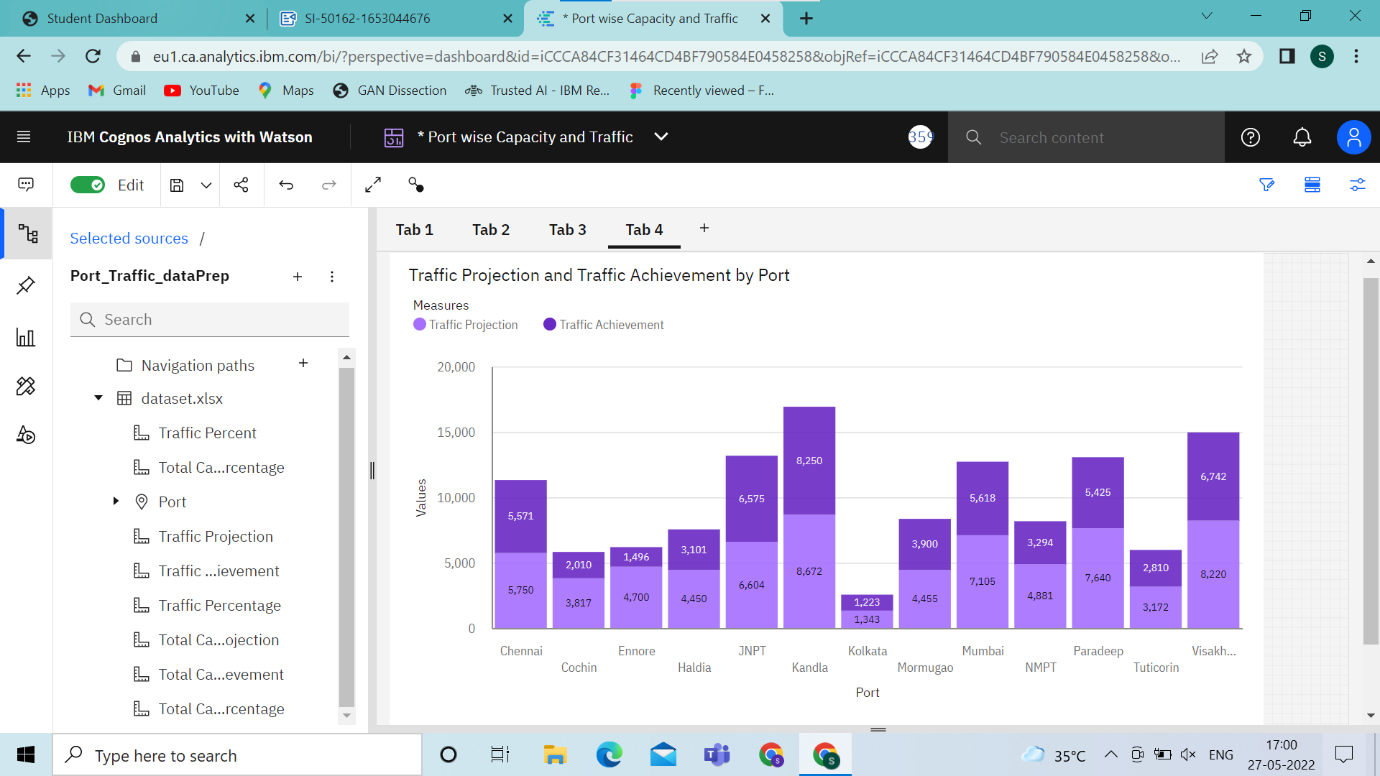 Student Dashboard
SI-50162-1653044676
* Port wise Capacity and Traffic
eu1.ca.analytics.ibm.com/bi/?perspective=dashboard&id=iCCCA84CF31464CD4BF790584E0458258&objRef=iCCCA84CF31464CD4BF790584E0458258&o...
S
Apps
Gmail
YouTube
Maps
GAN Dissection
Trusted AI - IBM Re...
Recently viewed – F...
IBM Cognos Analytics with Watson
* Port wise Capacity and Traffic
359
Search content
Edit
Selected sources /
Port_Traffic_dataPrep
Search
Navigation paths
dataset.xlsx
Traffic Percent
Total Ca...rcentage
Port
Traffic Projection
Traffic ...ievement
Traffic Percentage
Total Ca...ojection
Total Ca...evement
Total Ca...rcentage
Tab 1 Tab 2 Tab 3 Tab 4
Traffic Projection and Traffic Achievement by Port
Measures
Traffic Projection Traffic Achievement
Values
20,000
15,000
10,000
5,000
0
5,571
5,750
2,010
3,817
1,496
4,700
3,101
4,450
6,575
6,604
8,250
8,672
1,223
1,343
3,900
4,455
5,618
7,105
3,294
4,881
5,425
7,640
2,810
3,172
6,742
8,220
Chennai
Cochin
Ennore
Haldia
JNPT
Kandla
Kolkata
Mormugao
Mumbai
NMPT
Paradeep
Tuticorin
Visakh...
Port
Type here to search
35°C
ENG
17:00
27-05-2022